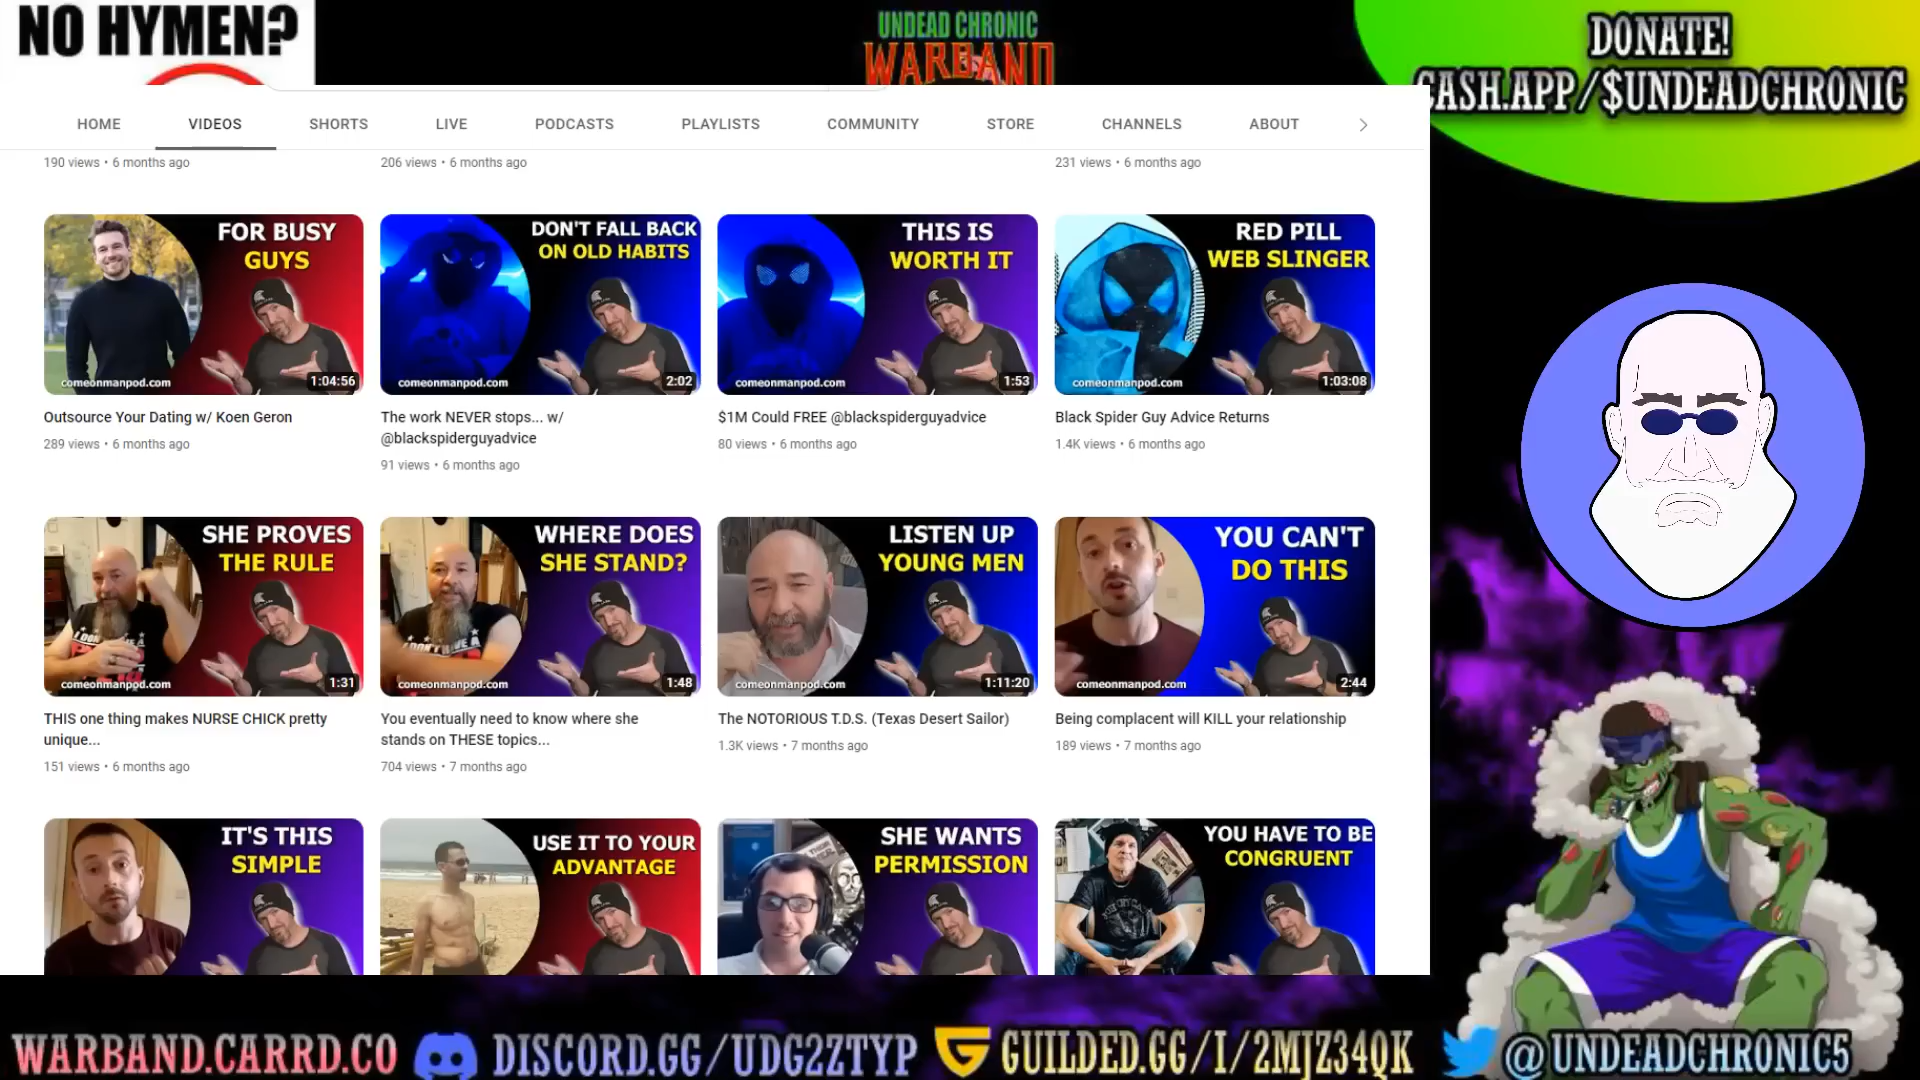 NO HYMEN?
UNDEAD CHRONIC
WARBAND
DONATE!
CASH.APP/$UNDEADCHRONIC
HOME VIDEOS SHORTS LIVE PODCASTS PLAYLISTS COMMUNITY STORE CHANNELS ABOUT
190 views • 6 months ago
206 views • 6 months ago
231 views • 6 months ago
FOR BUSY
GUYS
comeonmanpod.com
1:04:56
DON'T FALL BACK
ON OLD HABITS
comeonmanpod.com
2:02
THIS IS
WORTH IT
comeonmanpod.com
1:53
RED PILL
WEB SLINGER
comeonmanpod.com
1:03:08
Outsource Your Dating w/ Koen Geron
289 views • 6 months ago
The work NEVER stops... w/
@blackspiderguyadvice
91 views • 6 months ago
$1M Could FREE @blackspiderguyadvice
80 views • 6 months ago
Black Spider Guy Advice Returns
1.4K views • 6 months ago
SHE PROVES
THE RULE
comeonmanpod.com
1:31
WHERE DOES
SHE STAND?
comeonmanpod.com
1:48
LISTEN UP
YOUNG MEN
comeonmanpod.com
1:11:20
YOU CAN'T
DO THIS
comeonmanpod.com
2:44
THIS one thing makes NURSE CHICK pretty
unique...
151 views • 6 months ago
You eventually need to know where she
stands on THESE topics...
704 views • 7 months ago
The NOTORIOUS T.D.S. (Texas Desert Sailor)
1.3K views • 7 months ago
Being complacent will KILL your relationship
189 views • 7 months ago
IT'S THIS
SIMPLE
USE IT TO YOUR
ADVANTAGE
SHE WANTS
PERMISSION
YOU HAVE TO BE
CONGRUENT
WARBAND.CARRD.CO
DISCORD.GG/UDG2ZTYP
GUILDED.GG/I/2MJZ34QK
@UNDEADCHRONIC5